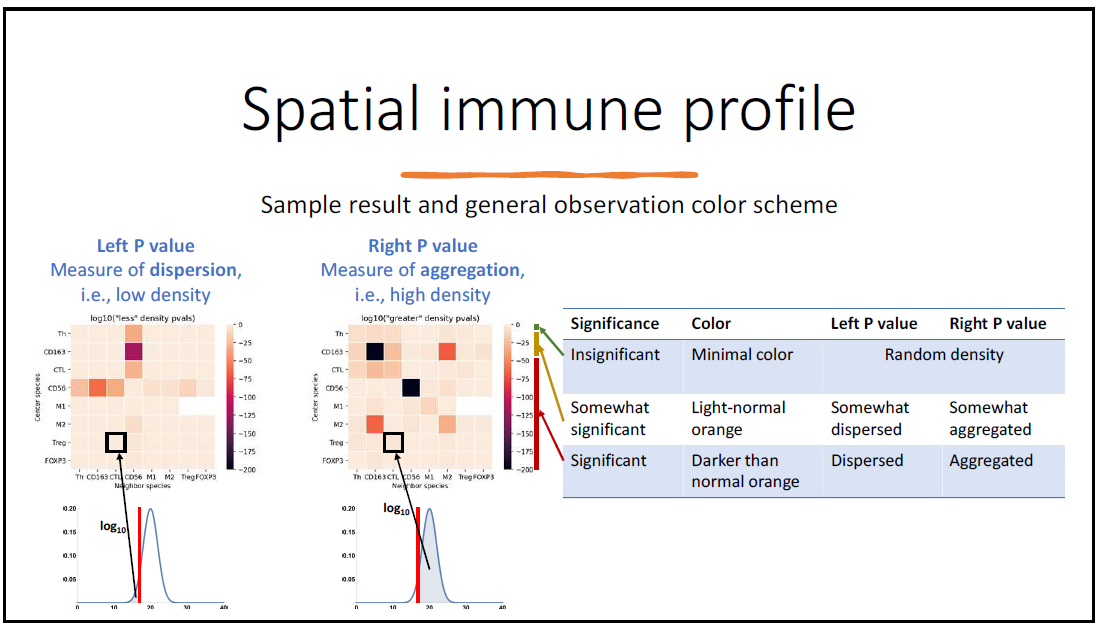 Spatial immune profile
Sample result and general observation color scheme
Left P value
Measure of dispersion,
i.e., low density
log10("less" density pvals)
Center species
Th
CD163
CTL
CD56
M1
M2
Treg
FOXP3
Th CD163 CTL CD56 M1 M2 Treg FOXP3
Neighbor species
0
−25
−50
−75
−100
−125
−150
−175
−200
log10
0.20
0.15
0.10
0.05
0 10 20 30 40
Right P value
Measure of aggregation,
i.e., high density
log10("greater" density pvals)
Center species
Th
CD163
CTL
CD56
M1
M2
Treg
FOXP3
Th CD163 CTL CD56 M1 M2 Treg FOXP3
Neighbor species
0
−25
−50
−75
−100
−125
−150
−175
−200
log10
0.20
0.15
0.10
0.05
0 10 20 30 40
Significance Color Left P value Right P value
Insignificant Minimal color Random density
Somewhat significant Light-normal orange Somewhat dispersed Somewhat aggregated
Significant Darker than normal orange Dispersed Aggregated